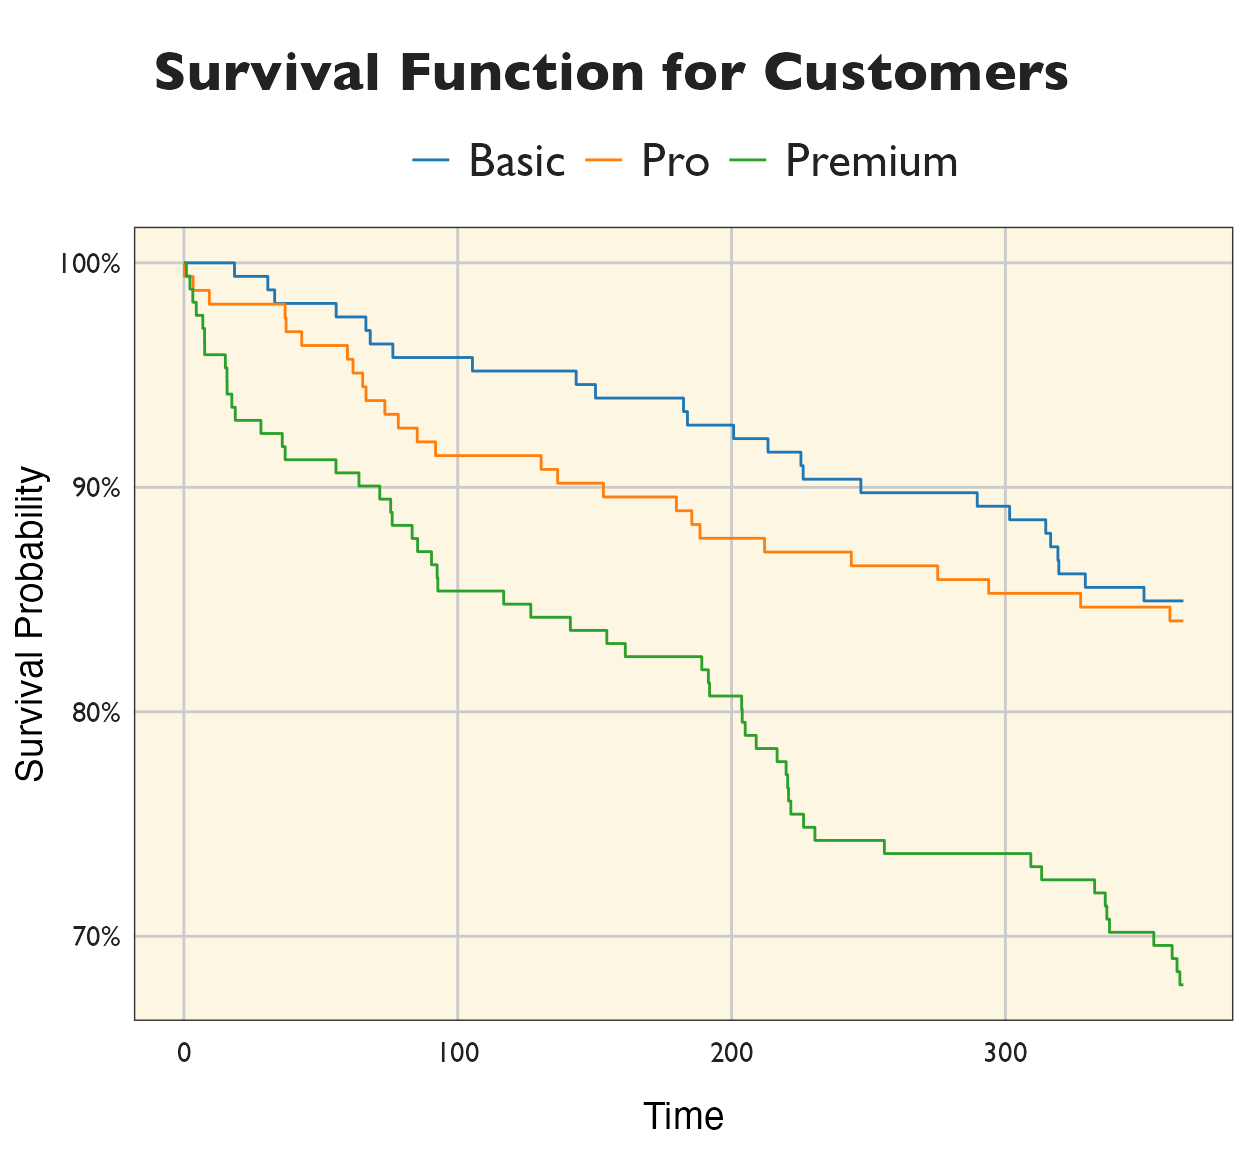 Survival Function for Customers
Basic Pro Premium
100%
90%
80%
70%
Survival Probability
0 100 200 300
Time